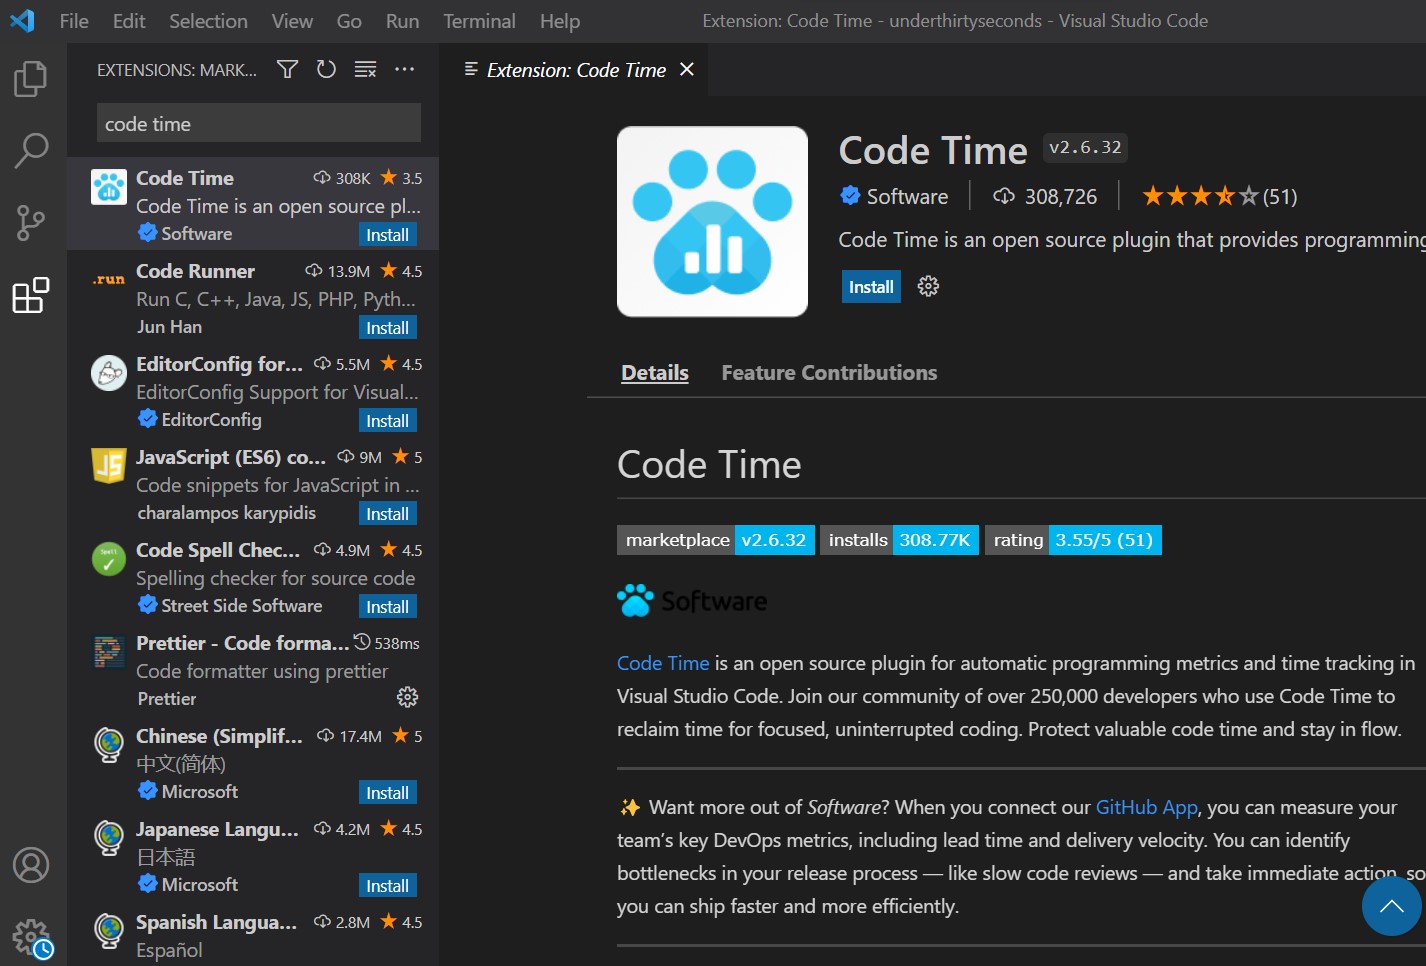 File Edit Selection View Go Run Terminal Help Extension: Code Time - underthirtyseconds - Visual Studio Code
EXTENSIONS: MARK...
code time
Code Time 308K ★ 3.5
Code Time is an open source pl...
Software Install
Code Runner 13.9M ★ 4.5
.run
Run C, C++, Java, JS, PHP, Pyth...
Jun Han Install
EditorConfig for... 5.5M ★ 4.5
EditorConfig Support for Visual...
EditorConfig Install
JavaScript (ES6) co... 9M ★ 5
JS
Code snippets for JavaScript in ...
charalampos karypidis Install
Code Spell Chec... 4.9M ★ 4.5
Spell
Spelling checker for source code
Street Side Software Install
Prettier - Code forma... 538ms
Code formatter using prettier
Prettier
Chinese (Simplif... 17.4M ★ 5
中文(简体)
Microsoft Install
Japanese Langu... 4.2M ★ 4.5
日本語
Microsoft Install
Spanish Langua... 2.8M ★ 4.5
Español
Extension: Code Time
Code Time v2.6.32
Software 308,726 (51)
Code Time is an open source plugin that provides programming
Install
Details Feature Contributions
Code Time
marketplace v2.6.32 installs 308.77K rating 3.55/5 (51)
Software
Code Time is an open source plugin for automatic programming metrics and time tracking in
Visual Studio Code. Join our community of over 250,000 developers who use Code Time to
reclaim time for focused, uninterrupted coding. Protect valuable code time and stay in flow.
✨ Want more out of Software? When you connect our GitHub App, you can measure your
team’s key DevOps metrics, including lead time and delivery velocity. You can identify
bottlenecks in your release process — like slow code reviews — and take immediate action, so
you can ship faster and more efficiently.